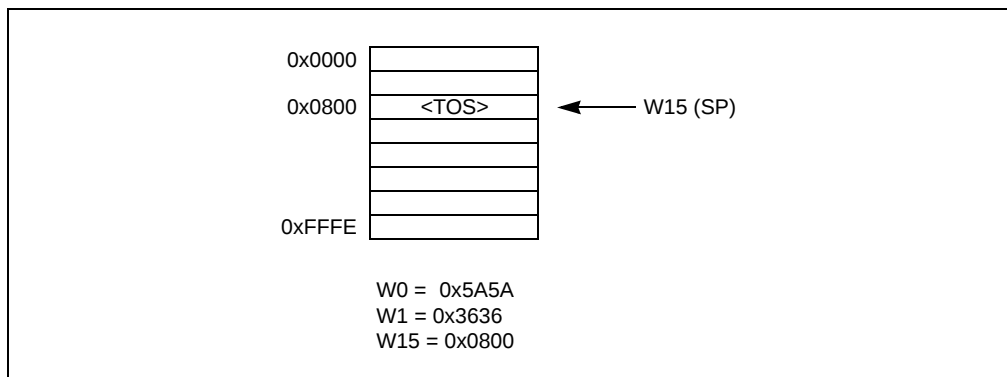 0x0000
0x0800 <TOS> W15 (SP)
0xFFFE
W0 = 0x5A5A
W1 = 0x3636
W15 = 0x0800